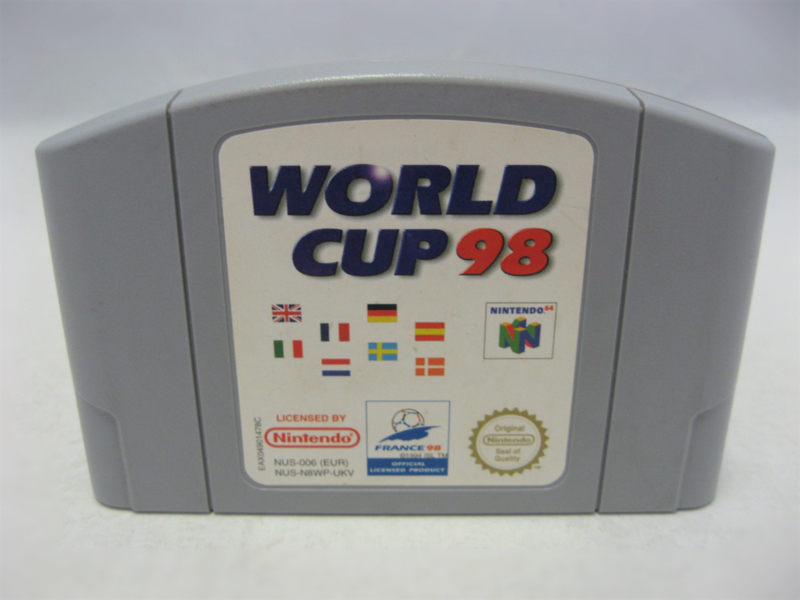 WORLD
CUP 98
NINTENDO 64
LICENSED BY
Nintendo
NUS-006 (EUR)
NUS-N8WP-UKV
FRANCE 98
OFFICIAL
LICENSED PRODUCT
Original
Nintendo
Seal of
Quality